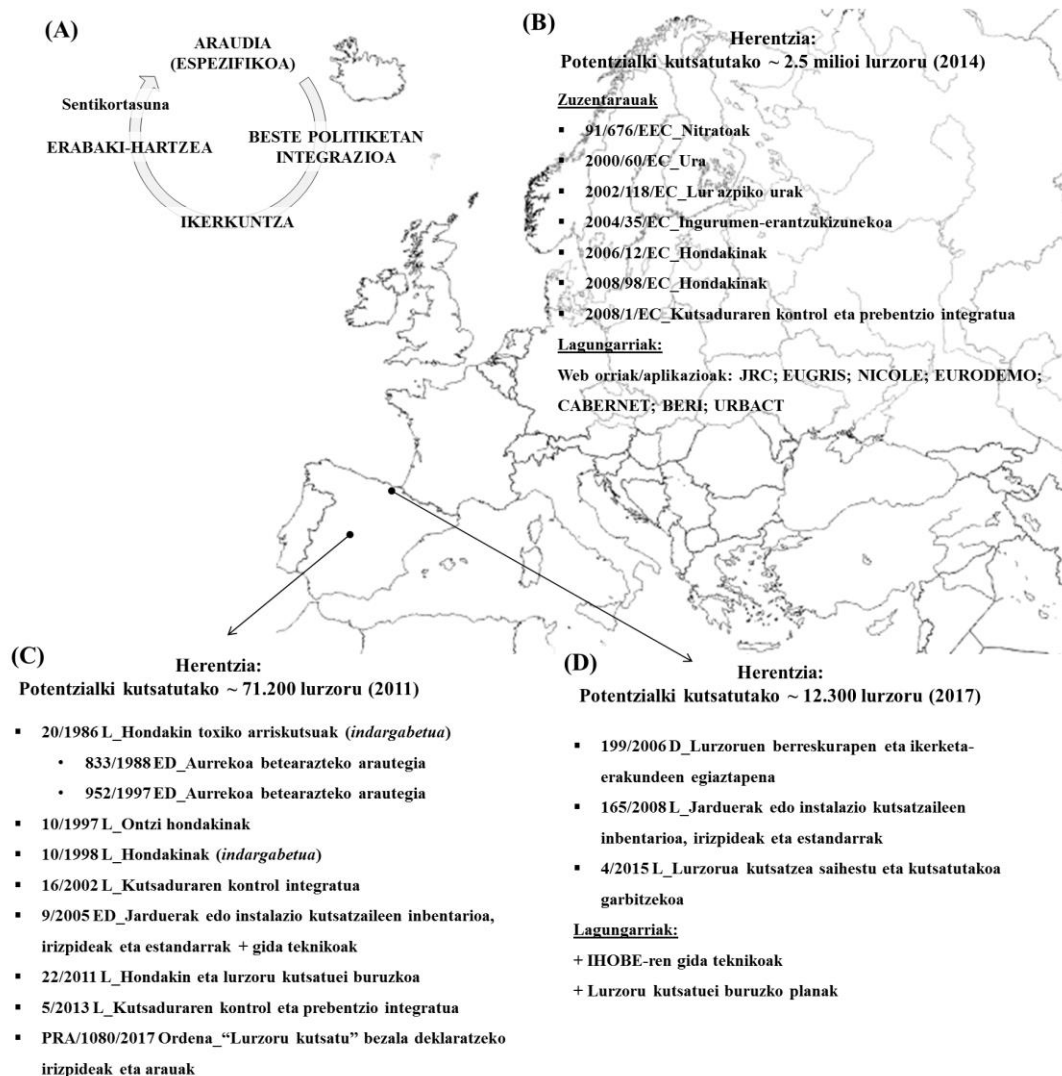 (A)
ARAUDIA
(ESPEZIFIKOA)
Sentikortasuna
ERABAKI-HARTZEA
BESTE POLITIKETAN
INTEGRAZIOA
IKERKUNTZA
(B)
Herentzia:
Potentzialki kutsatutako ~ 2.5 milioi lurzoru (2014)
Zuzentarauak
▪ 91/676/EEC_Nitratoak
▪ 2000/60/EC_Ura
▪ 2002/118/EC_Lur azpiko urak
▪ 2004/35/EC_Ingurumen-erantzukizunekoa
▪ 2006/12/EC_Hondakinak
▪ 2008/98/EC_Hondakinak
▪ 2008/1/EC_Kutsaduraren kontrol eta prebentzio integratua
Lagungarriak:
Web orriak/aplikazioak: JRC; EUGRIS; NICOLE; EURODEMO;
CABERNET; BERI; URBACT
(C)
Herentzia:
Potentzialki kutsatutako ~ 71.200 lurzoru (2011)
▪ 20/1986 L_Hondakin toxiko arriskutsuak (indargabetua)
• 833/1988 ED_Aurrekoa betearazteko arautegia
• 952/1997 ED_Aurrekoa betearazteko arautegia
▪ 10/1997 L_Ontzi hondakinak
▪ 10/1998 L_Hondakinak (indargabetua)
▪ 16/2002 L_Kutsaduraren kontrol integratua
▪ 9/2005 ED_Jarduerak edo instalazio kutsatzaileen inbentarioa,
irizpideak eta estandarrak + gida teknikoak
▪ 22/2011 L_Hondakin eta lurzoru kutsatuei buruzkoa
▪ 5/2013 L_Kutsaduraren kontrol eta prebentzio integratua
▪ PRA/1080/2017 Ordena_“Lurzoru kutsatu” bezala deklaratzeko
irizpideak eta arauak
(D)
Herentzia:
Potentzialki kutsatutako ~ 12.300 lurzoru (2017)
▪ 199/2006 D_Lurzoruen berreskurapen eta ikerketa-
erakundeen egiaztapena
▪ 165/2008 L_Jarduerak edo instalazio kutsatzaileen
inbentarioa, irizpideak eta estandarrak
▪ 4/2015 L_Lurzorua kutsatzea saihestu eta kutsatutakoa
garbitzekoa
Lagungarriak:
+ IHOBE-ren gida teknikoak
+ Lurzoru kutsatuei buruzko planak